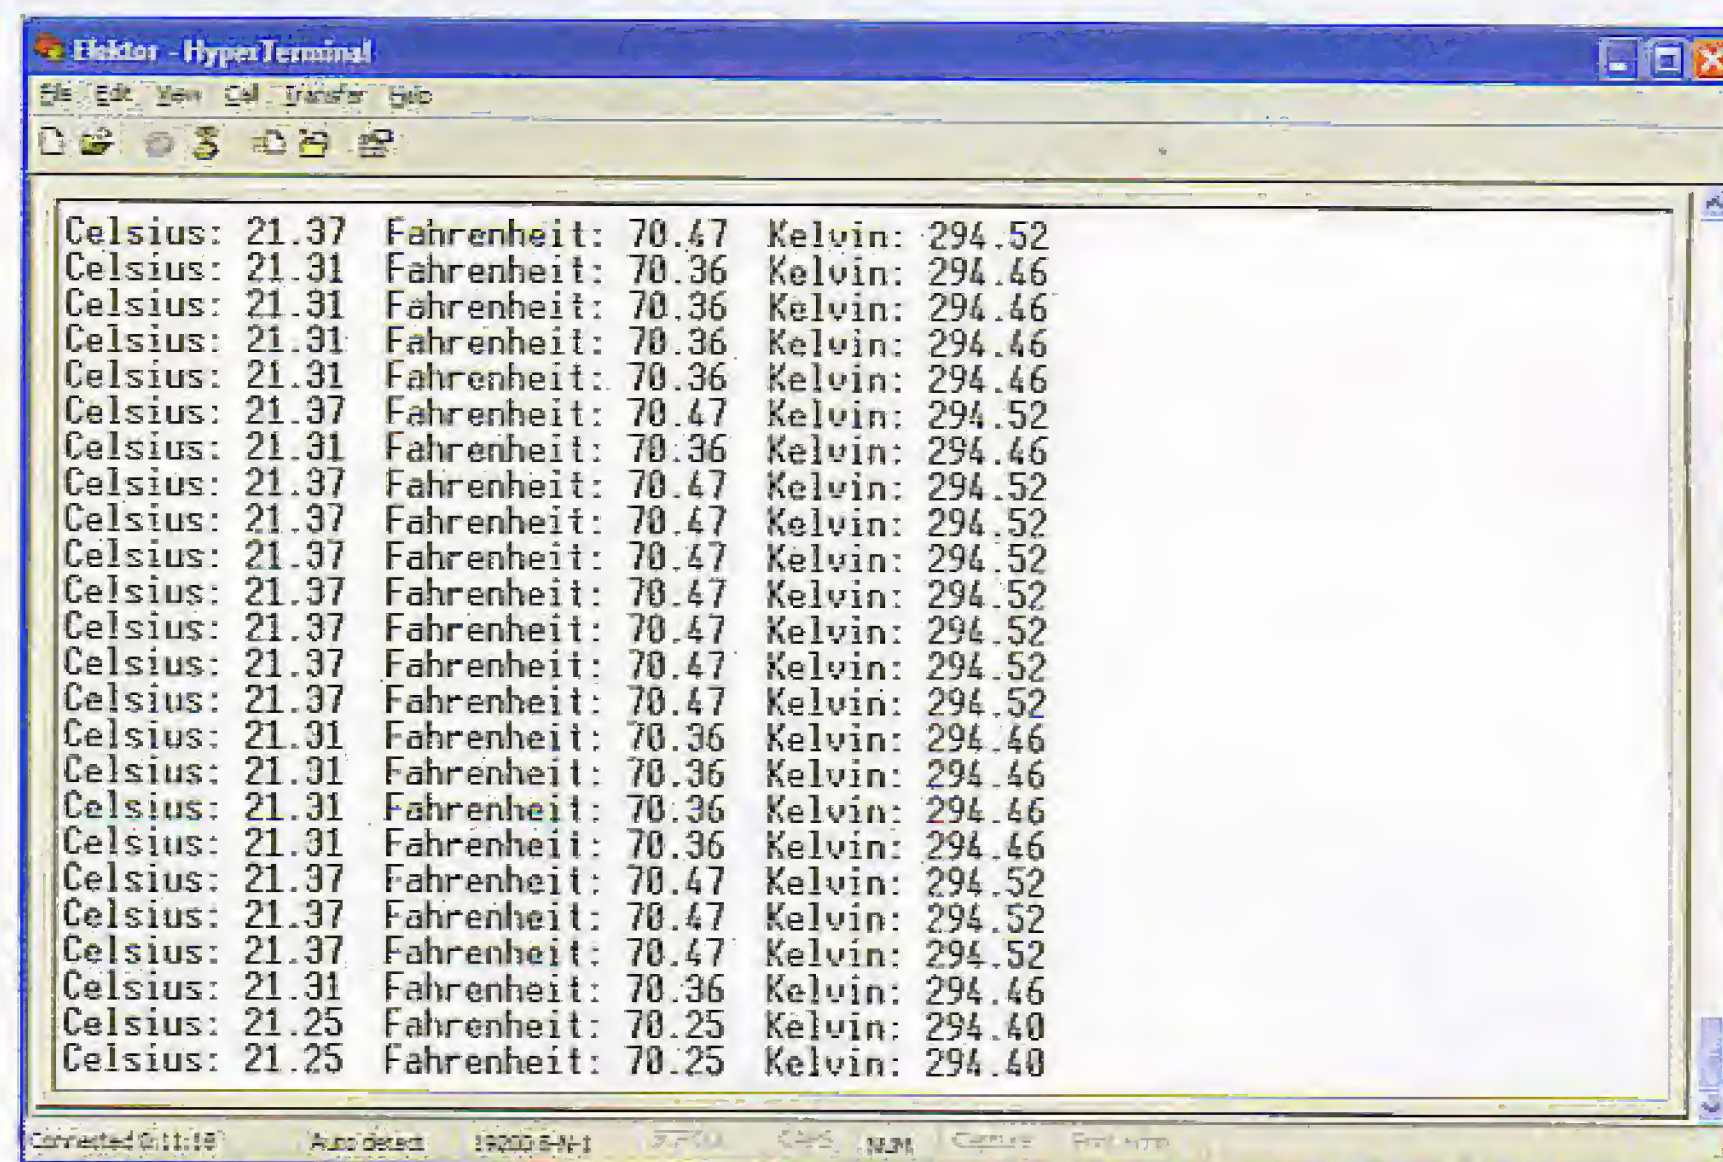 Elektor - HyperTerminal
File Edit View Call Transfer Help
Celsius: 21.37 Fahrenheit: 70.47 Kelvin: 294.52
Celsius: 21.31 Fahrenheit: 70.36 Kelvin: 294.46
Celsius: 21.31 Fahrenheit: 70.36 Kelvin: 294.46
Celsius: 21.31 Fahrenheit: 70.36 Kelvin: 294.46
Celsius: 21.31 Fahrenheit: 70.36 Kelvin: 294.46
Celsius: 21.37 Fahrenheit: 70.47 Kelvin: 294.52
Celsius: 21.31 Fahrenheit: 70.36 Kelvin: 294.46
Celsius: 21.37 Fahrenheit: 70.47 Kelvin: 294.52
Celsius: 21.37 Fahrenheit: 70.47 Kelvin: 294.52
Celsius: 21.37 Fahrenheit: 70.47 Kelvin: 294.52
Celsius: 21.37 Fahrenheit: 70.47 Kelvin: 294.52
Celsius: 21.37 Fahrenheit: 70.47 Kelvin: 294.52
Celsius: 21.37 Fahrenheit: 70.47 Kelvin: 294.52
Celsius: 21.37 Fahrenheit: 70.47 Kelvin: 294.52
Celsius: 21.31 Fahrenheit: 70.36 Kelvin: 294.46
Celsius: 21.31 Fahrenheit: 70.36 Kelvin: 294.46
Celsius: 21.31 Fahrenheit: 70.36 Kelvin: 294.46
Celsius: 21.31 Fahrenheit: 70.36 Kelvin: 294.46
Celsius: 21.37 Fahrenheit: 70.47 Kelvin: 294.52
Celsius: 21.37 Fahrenheit: 70.47 Kelvin: 294.52
Celsius: 21.37 Fahrenheit: 70.47 Kelvin: 294.52
Celsius: 21.31 Fahrenheit: 70.36 Kelvin: 294.46
Celsius: 21.25 Fahrenheit: 70.25 Kelvin: 294.40
Celsius: 21.25 Fahrenheit: 70.25 Kelvin: 294.40
Connected Auto detect 19200 8-N-1 SCROLL CAPS NUM Capture Print echo